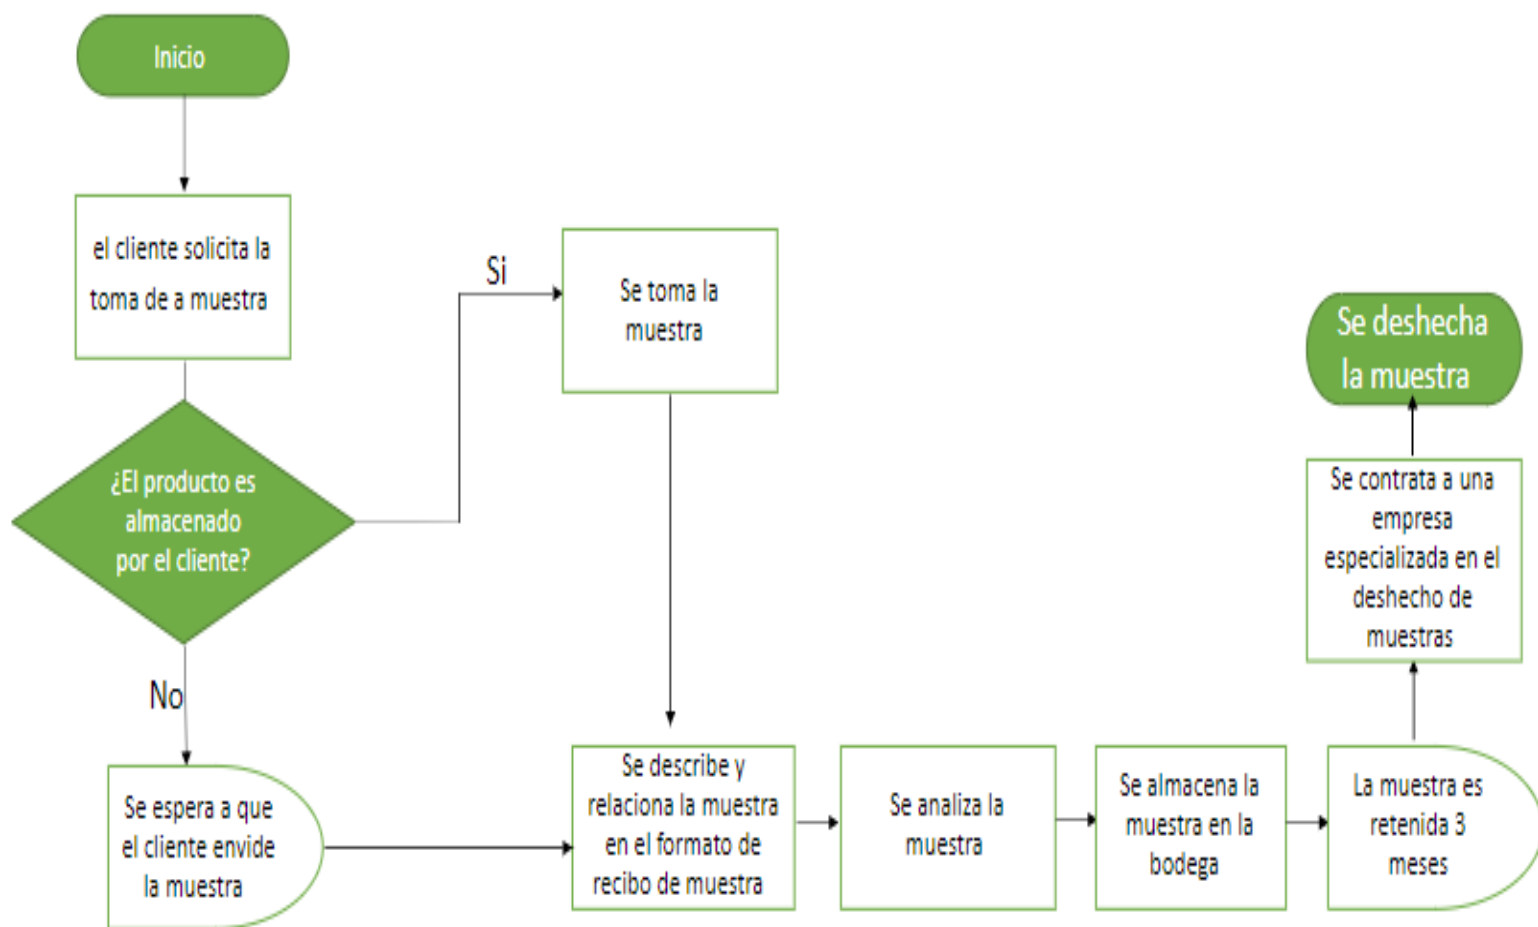 Inicio
el cliente solicita la
toma de a muestra
¿El producto es
almacenado
por el cliente?
Si
Se toma la
muestra
No
Se espera a que
el cliente envide
la muestra
Se describe y
relaciona la muestra
en el formato de
recibo de muestra
Se analiza la
muestra
Se almacena la
muestra en la
bodega
La muestra es
retenida 3
meses
Se contrata a una
empresa
especializada en el
deshecho de
muestras
Se deshecha
la muestra